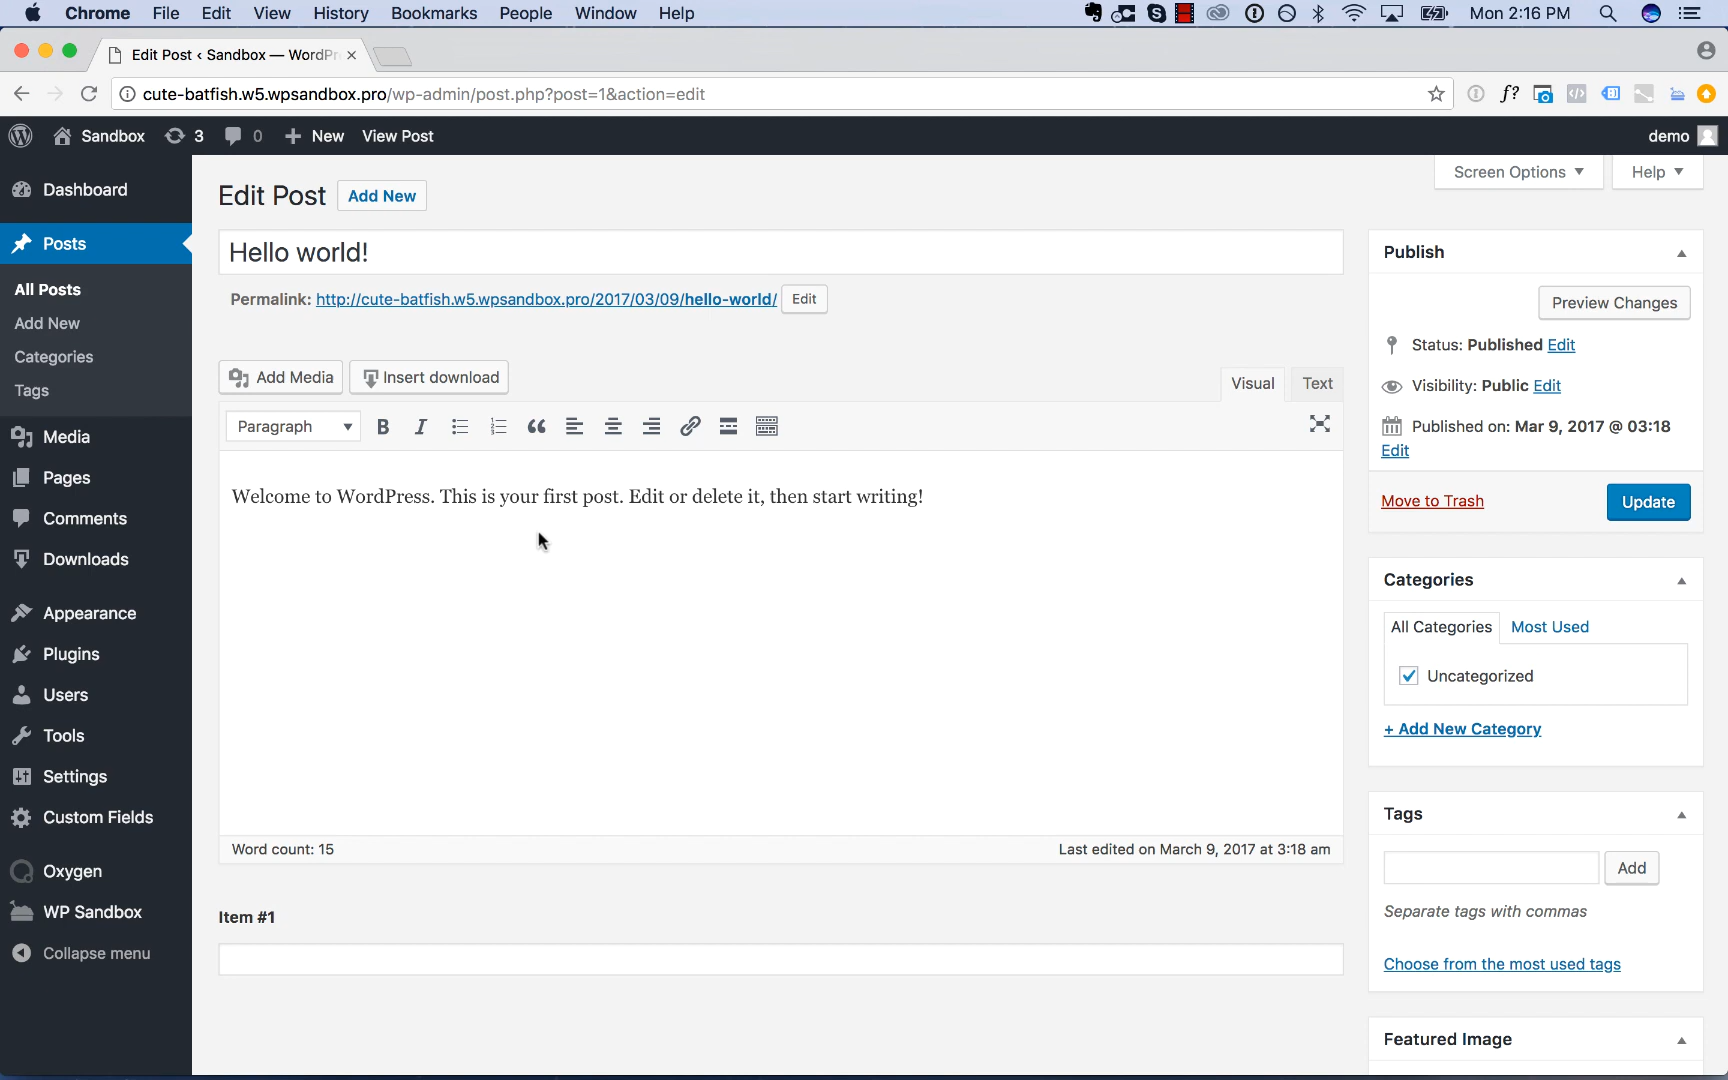 Chrome File Edit View History Bookmarks People Window Help Mon 2:16 PM
Edit Post ‹ Sandbox — WordPr
cute-batfish.w5.wpsandbox.pro/wp-admin/post.php?post=1&action=edit
f?
Sandbox 3 0 New View Post demo
Dashboard
Posts
All Posts
Add New
Categories
Tags
Media
Pages
Comments
Downloads
Appearance
Plugins
Users
Tools
Settings
Custom Fields
Oxygen
WP Sandbox
Collapse menu
Screen Options Help
Edit Post Add New
Hello world!
Permalink: http://cute-batfish.w5.wpsandbox.pro/2017/03/09/hello-world/ Edit
Add Media Insert download
Visual Text
Paragraph B I
Welcome to WordPress. This is your first post. Edit or delete it, then start writing!
Word count: 15 Last edited on March 9, 2017 at 3:18 am
Item #1
Publish
Preview Changes
Status: Published Edit
Visibility: Public Edit
Published on: Mar 9, 2017 @ 03:18
Edit
Move to Trash Update
Categories
All Categories Most Used
Uncategorized
+ Add New Category
Tags
Add
Separate tags with commas
Choose from the most used tags
Featured Image